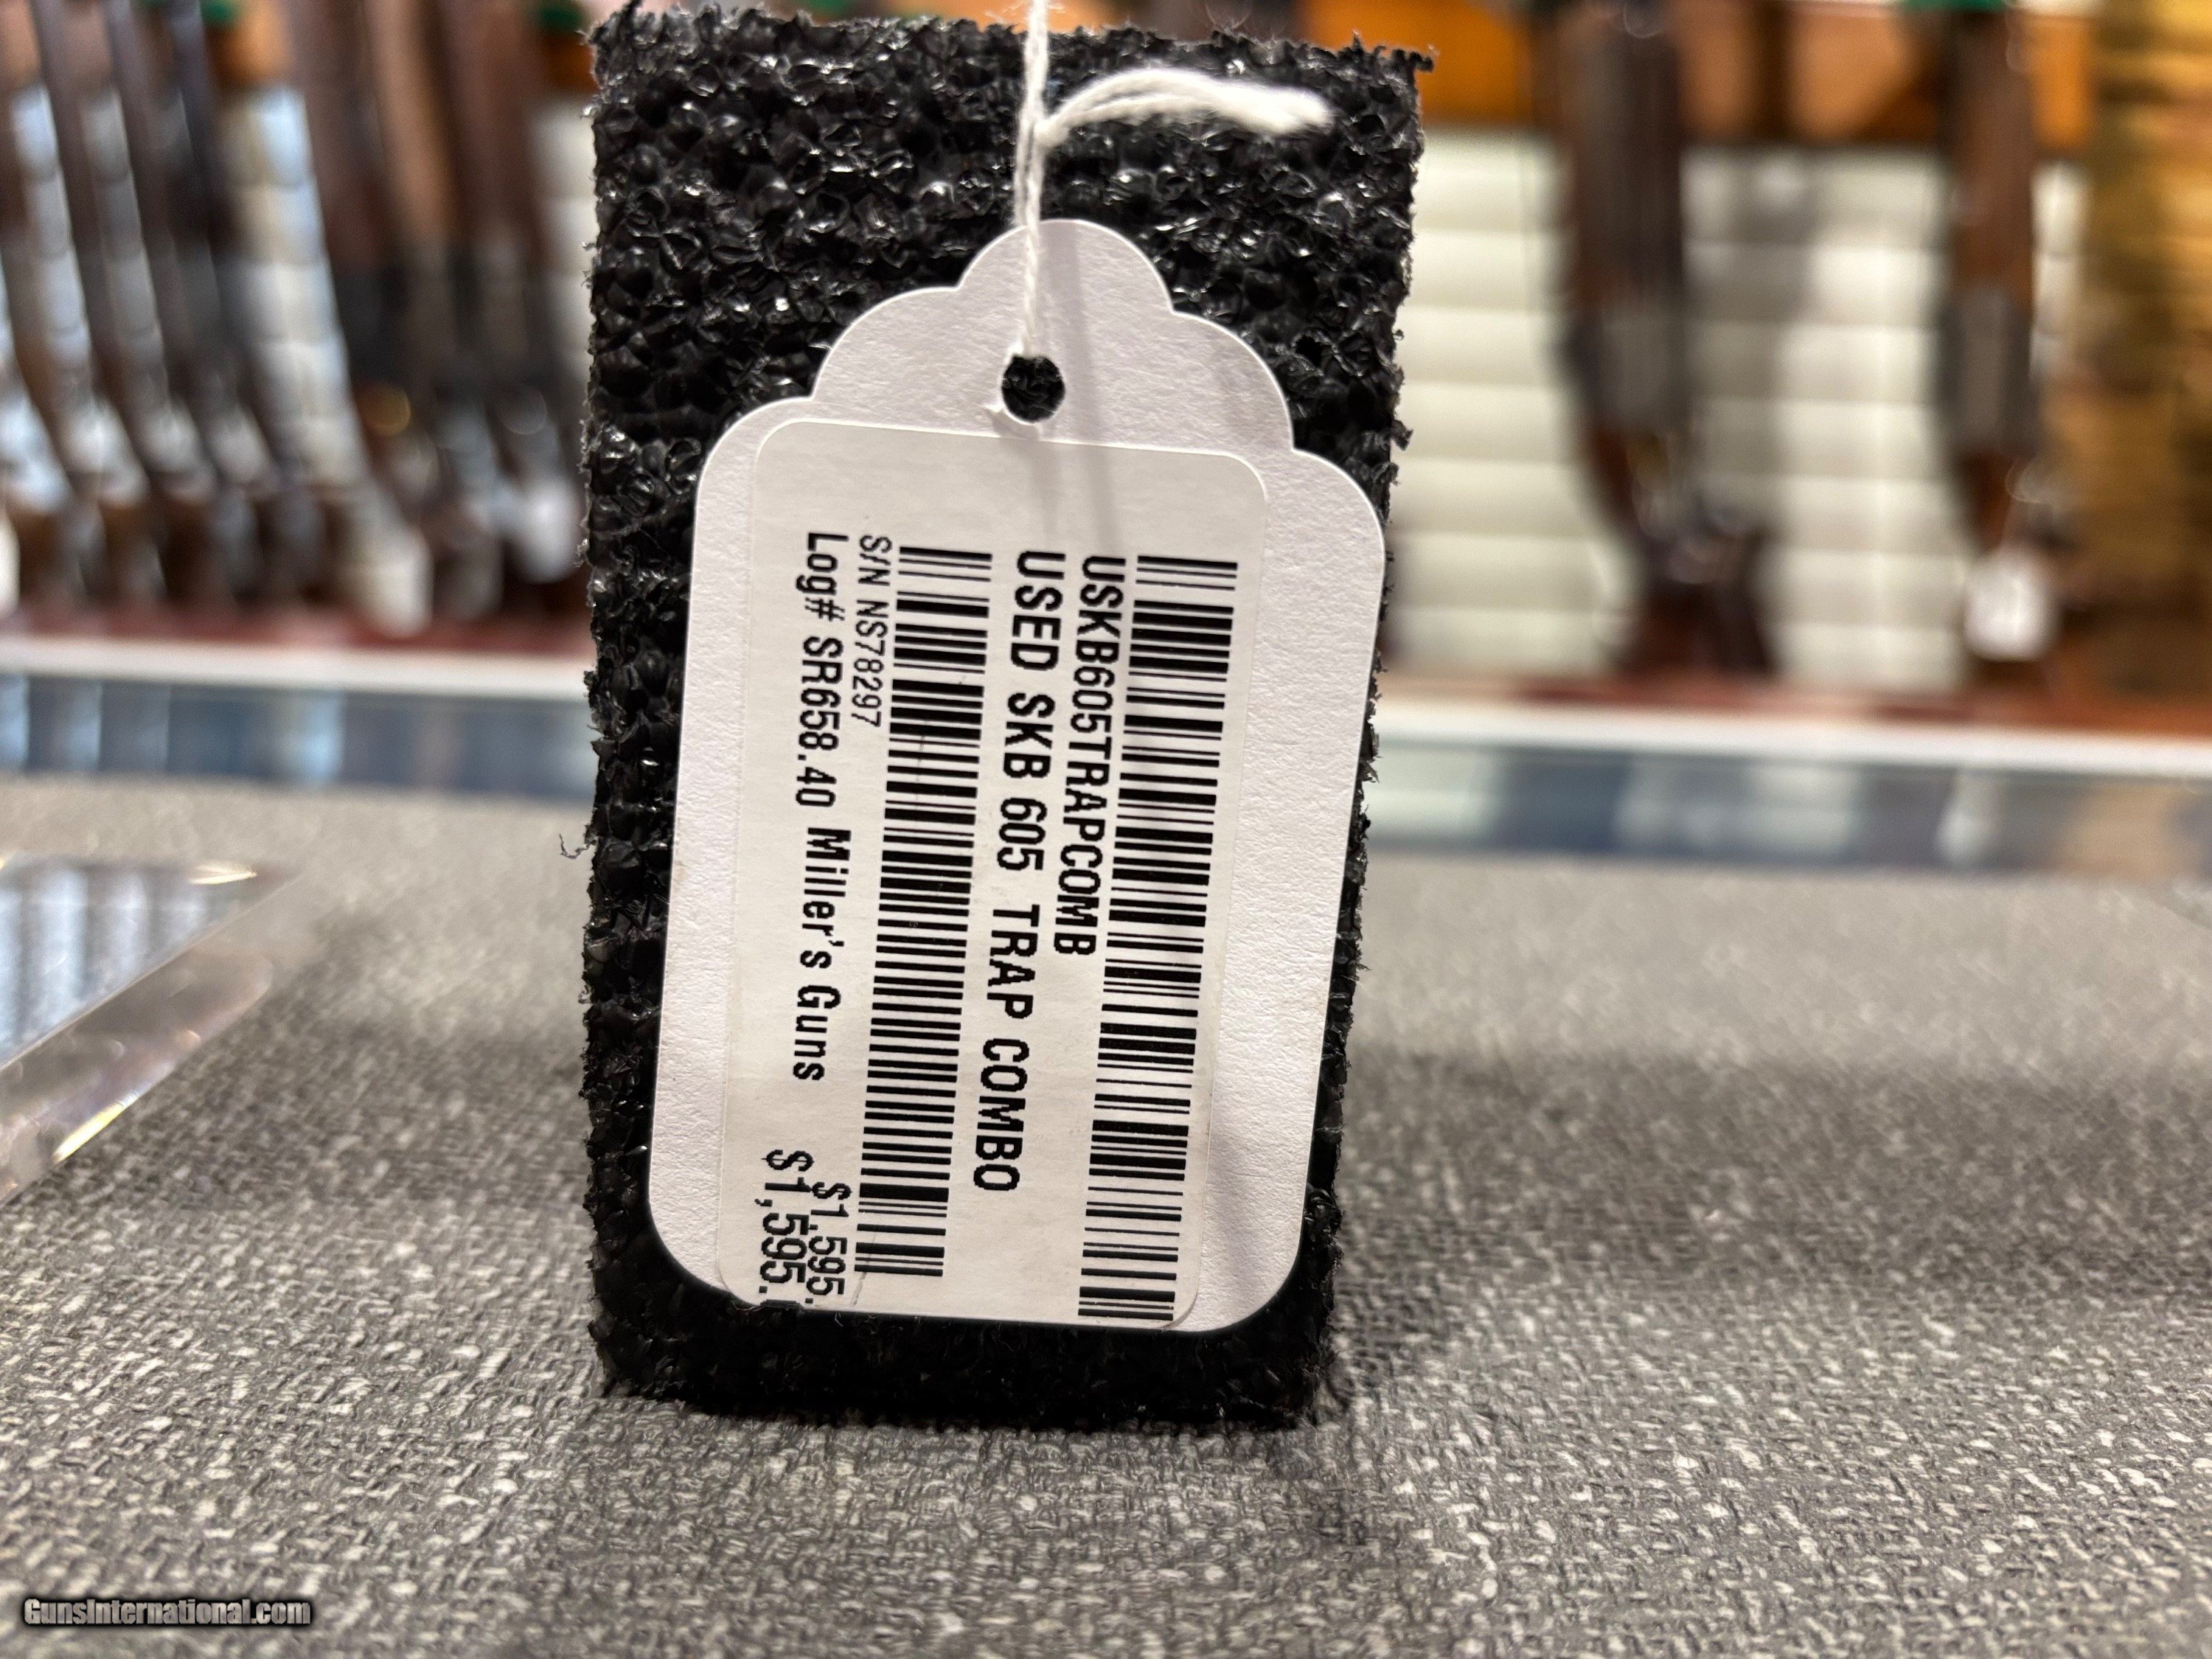 USKB605TRAPCOMB
USED SKB 605 TRAP COMBO
S/N NS78297
$1,595.
Log# SR658.40 Miller's Guns
$1,595.
GunsInternational.com